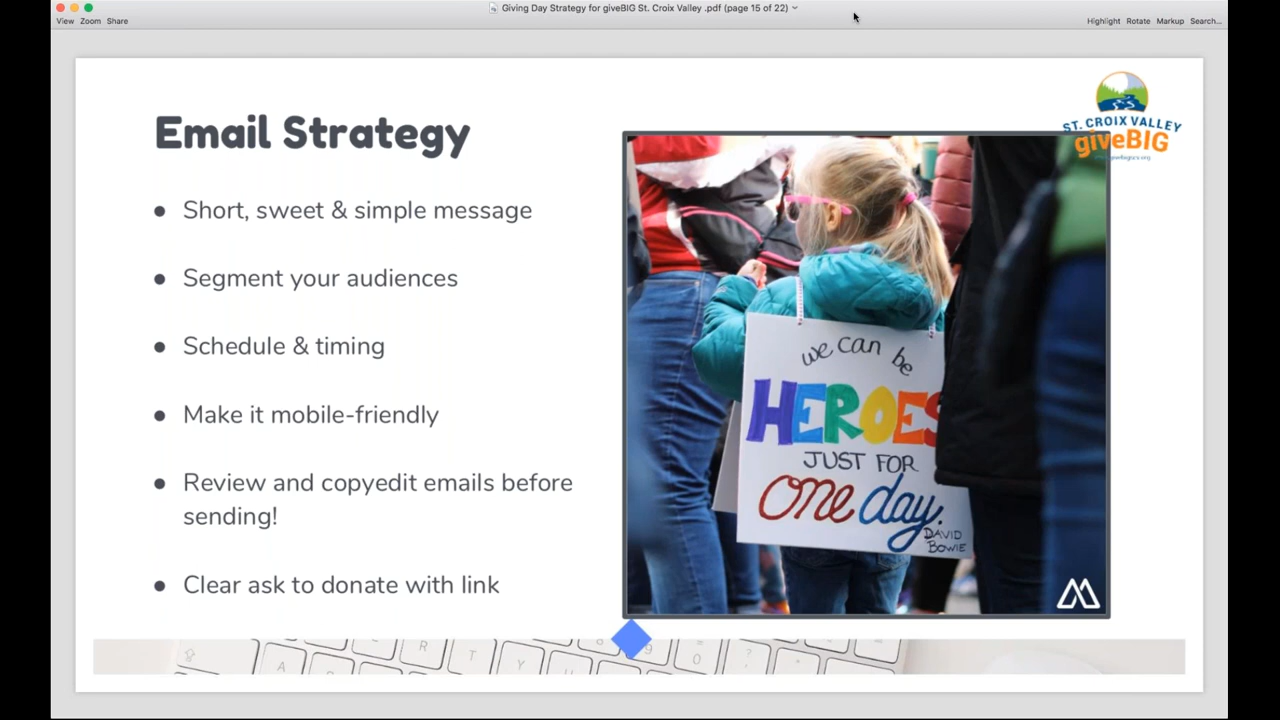 Giving Day Strategy for giveBIG St. Croix Valley .pdf (page 15 of 22)
View Zoom Share
Highlight Rotate Markup Search...
ST. CROIX VALLEY
giveBIG
Email Strategy
● Short, sweet & simple message
● Segment your audiences
● Schedule & timing
● Make it mobile-friendly
● Review and copyedit emails before
sending!
● Clear ask to donate with link
we can be
HEROES
JUST FOR
one day.
DAVID
BOWIE
R
T
Y
U
9
0
?
A